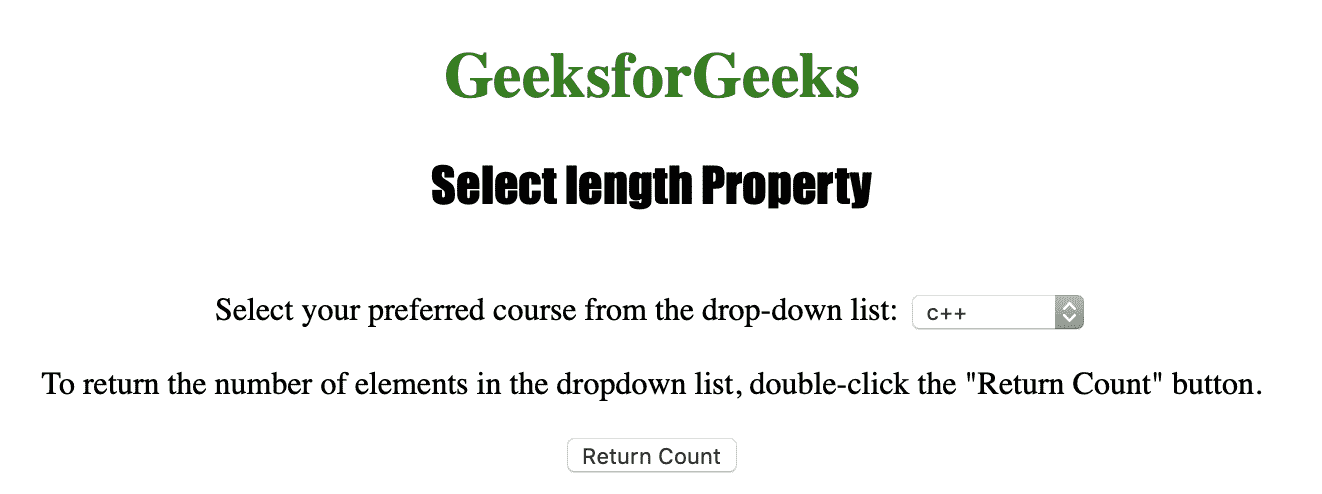 GeeksforGeeks
Select length Property
Select your preferred course from the drop-down list: c++
To return the number of elements in the dropdown list, double-click the "Return Count" button.
Return Count